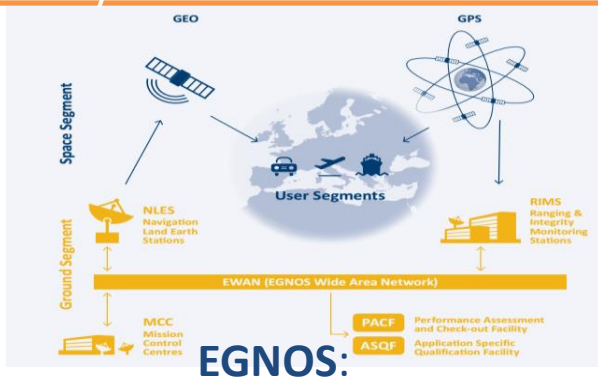 GEO
GPS
Space Segment
User Segments
Ground Segment
NLES
Navigation
Land Earth
Stations
RIMS
Ranging &
Integrity
Monitoring
Stations
EWAN (EGNOS Wide Area Network)
MCC
Mission
Control
Centres
PACF
Performance Assessment
and Check-out Facility
ASQF
Application Specific
Qualification Facility
EGNOS: